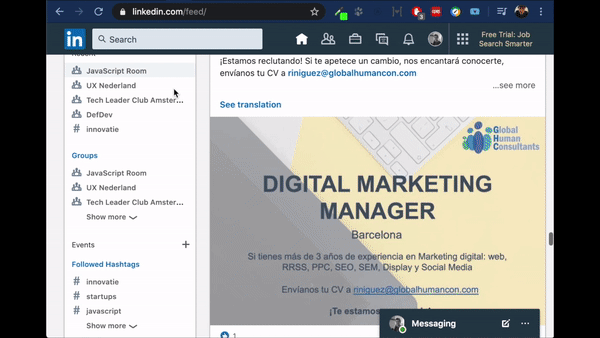 linkedin.com/feed/
in
Search
Free Trial: Job
Search Smarter
JavaScript Room
UX Nederland
Tech Leader Club Amster...
DefDev
# innovatie
Groups
JavaScript Room
UX Nederland
Tech Leader Club Amster...
Show more
Events +
Followed Hashtags
# innovatie
# startups
# javascript
Show more
¡Estamos reclutando! Si te apetece un cambio, nos encantará conocerte,
envíanos tu CV a riniguez@globalhumancon.com
...see more
See translation
Global
Human
Consultants
DIGITAL MARKETING
MANAGER
Barcelona
Si tienes más de 3 años de experiencia en Marketing digital: web,
RRSS, PPC, SEO, SEM, Display y Social Media
Envíanos tu CV a riniguez@globalhumancon.com
¡Te estamos
1
Messaging